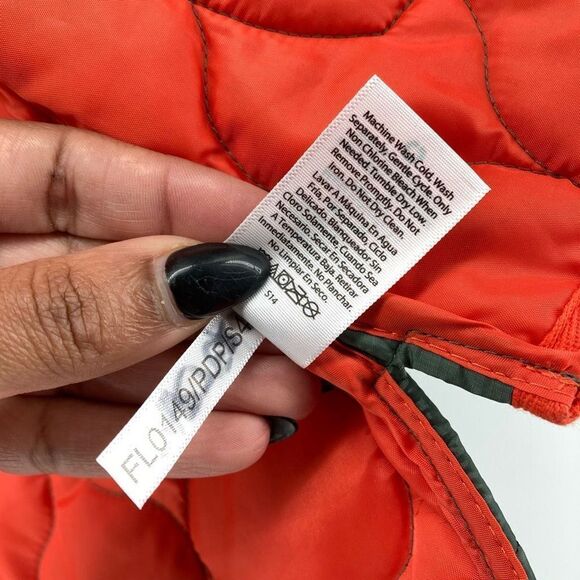 Machine Wash Cold. Wash
Separately, Gentle Cycle. Only
Non Chlorine Bleach When
Needed. Tumble Dry, Low.
Remove Promptly. Do Not
Iron. Do Not Dry Clean.
Lavar A Máquina En Agua
Fría, Por Separado, Ciclo
Delicado. Blanqueador Sin
Cloro Solamente, Cuando Sea
Necesario. Secar En Secadora
A Temperatura Baja. Retirar
Inmediatamente. No Planchar.
No Limpiar En Seco.
S14
FL0149/PDP/S4